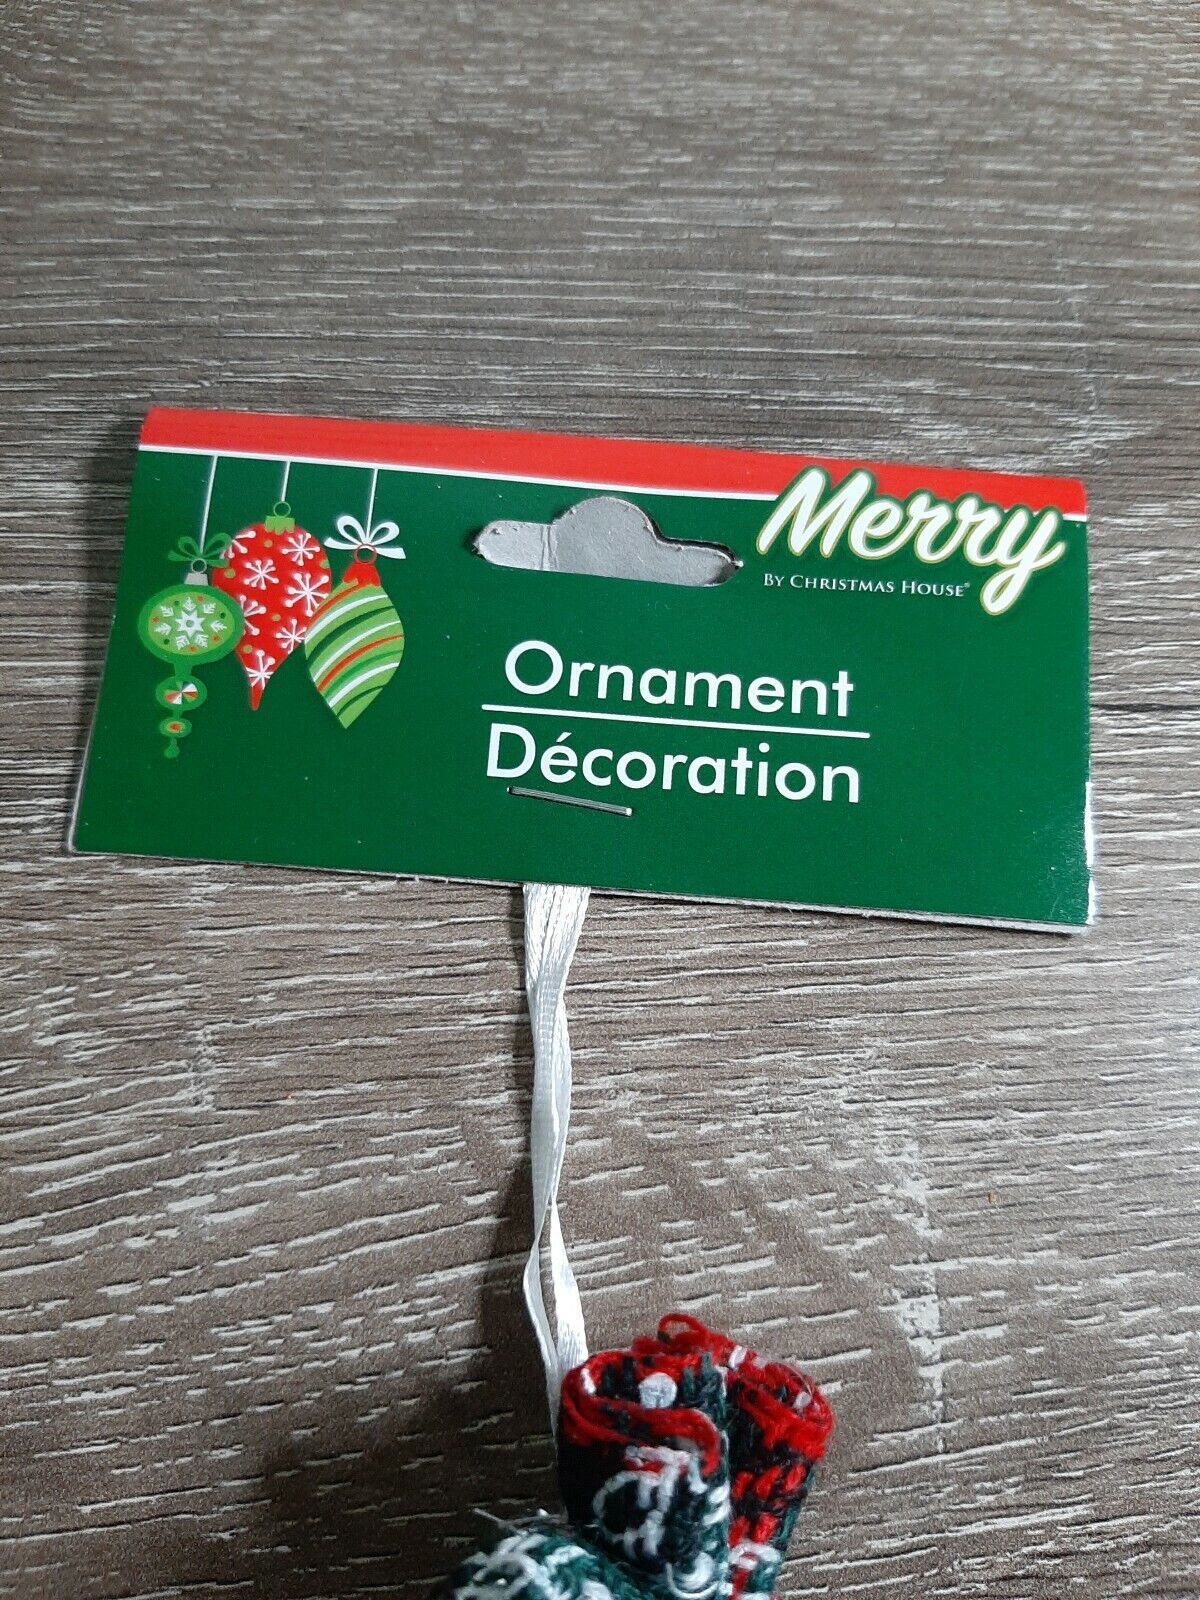 Merry
BY CHRISTMAS HOUSE®
Ornament
Décoration